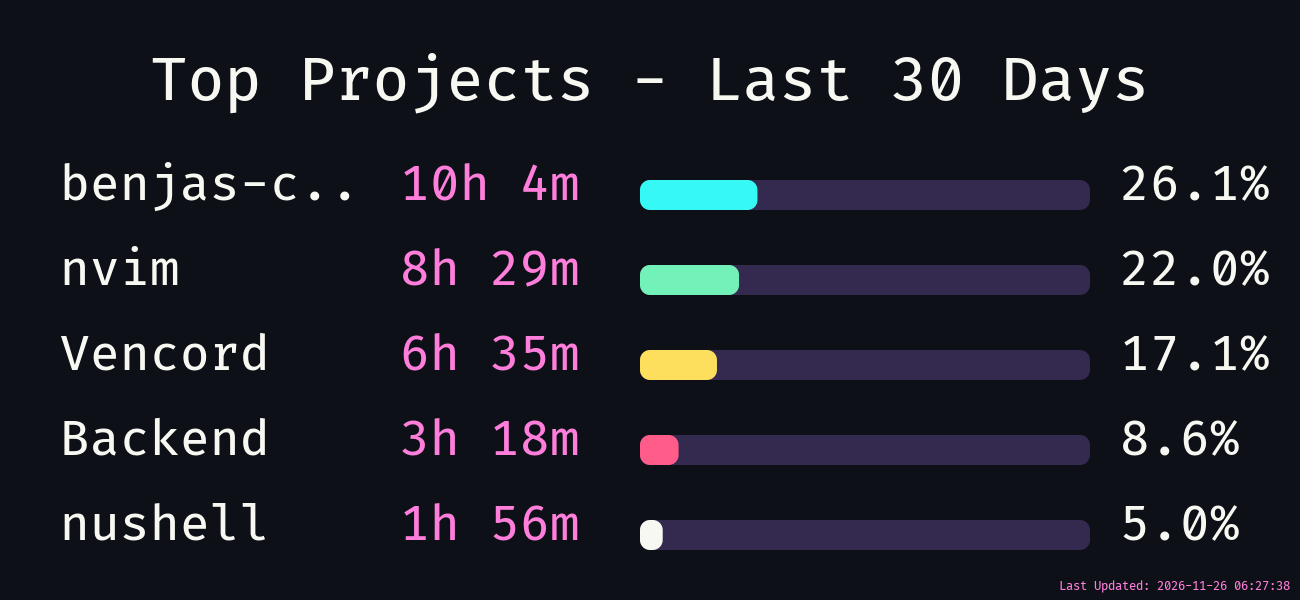 Top Projects - Last 30 Days
benjas-c.. 10h 4m 26.1%
nvim 8h 29m 22.0%
Vencord 6h 35m 17.1%
Backend 3h 18m 8.6%
nushell 1h 56m 5.0%
Last Updated: 2026-11-26 06:27:38